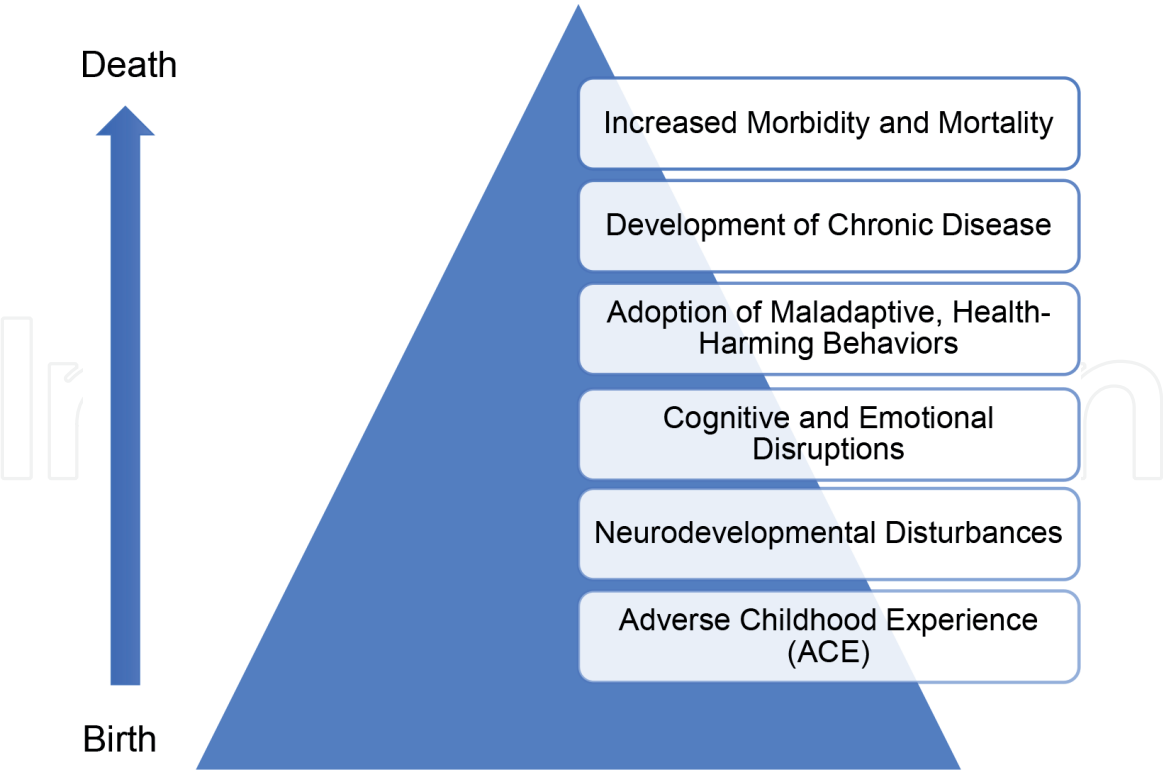 Death
Increased Morbidity and Mortality
Development of Chronic Disease
Adoption of Maladaptive, Health-
Harming Behaviors
Cognitive and Emotional
Disruptions
Neurodevelopmental Disturbances
Adverse Childhood Experience
(ACE)
Birth